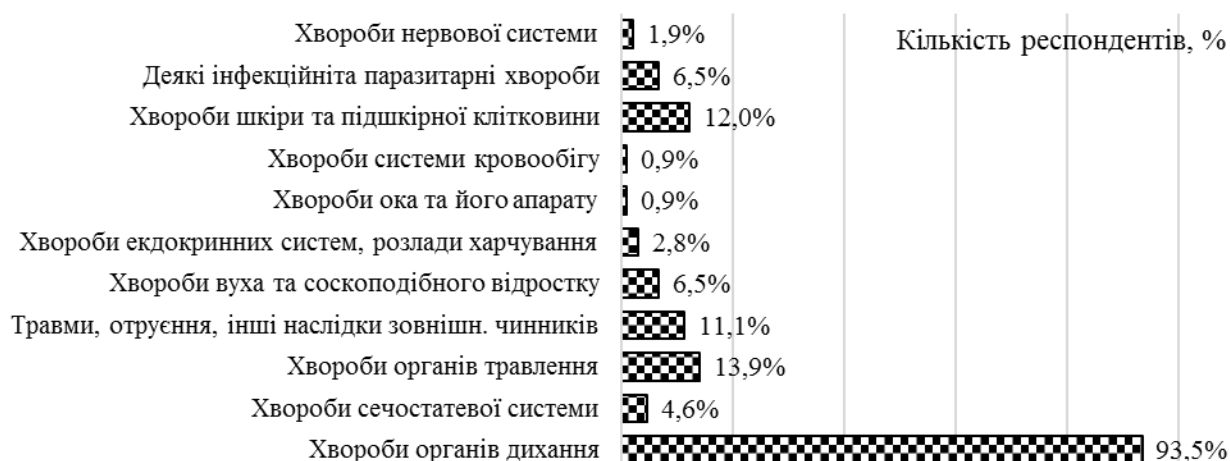 Хвороби нервової системи 1,9% Кількість респондентів, %
Деякі інфекційніта паразитарні хвороби 6,5%
Хвороби шкіри та підшкірної клітковини 12,0%
Хвороби системи кровообігу 0,9%
Хвороби ока та його апарату 0,9%
Хвороби екдокринних систем, розлади харчування 2,8%
Хвороби вуха та соскоподібного відростку 6,5%
Травми, отруєння, інші наслідки зовнішн. чинників 11,1%
Хвороби органів травлення 13,9%
Хвороби сечостатевої системи 4,6%
Хвороби органів дихання 93,5%